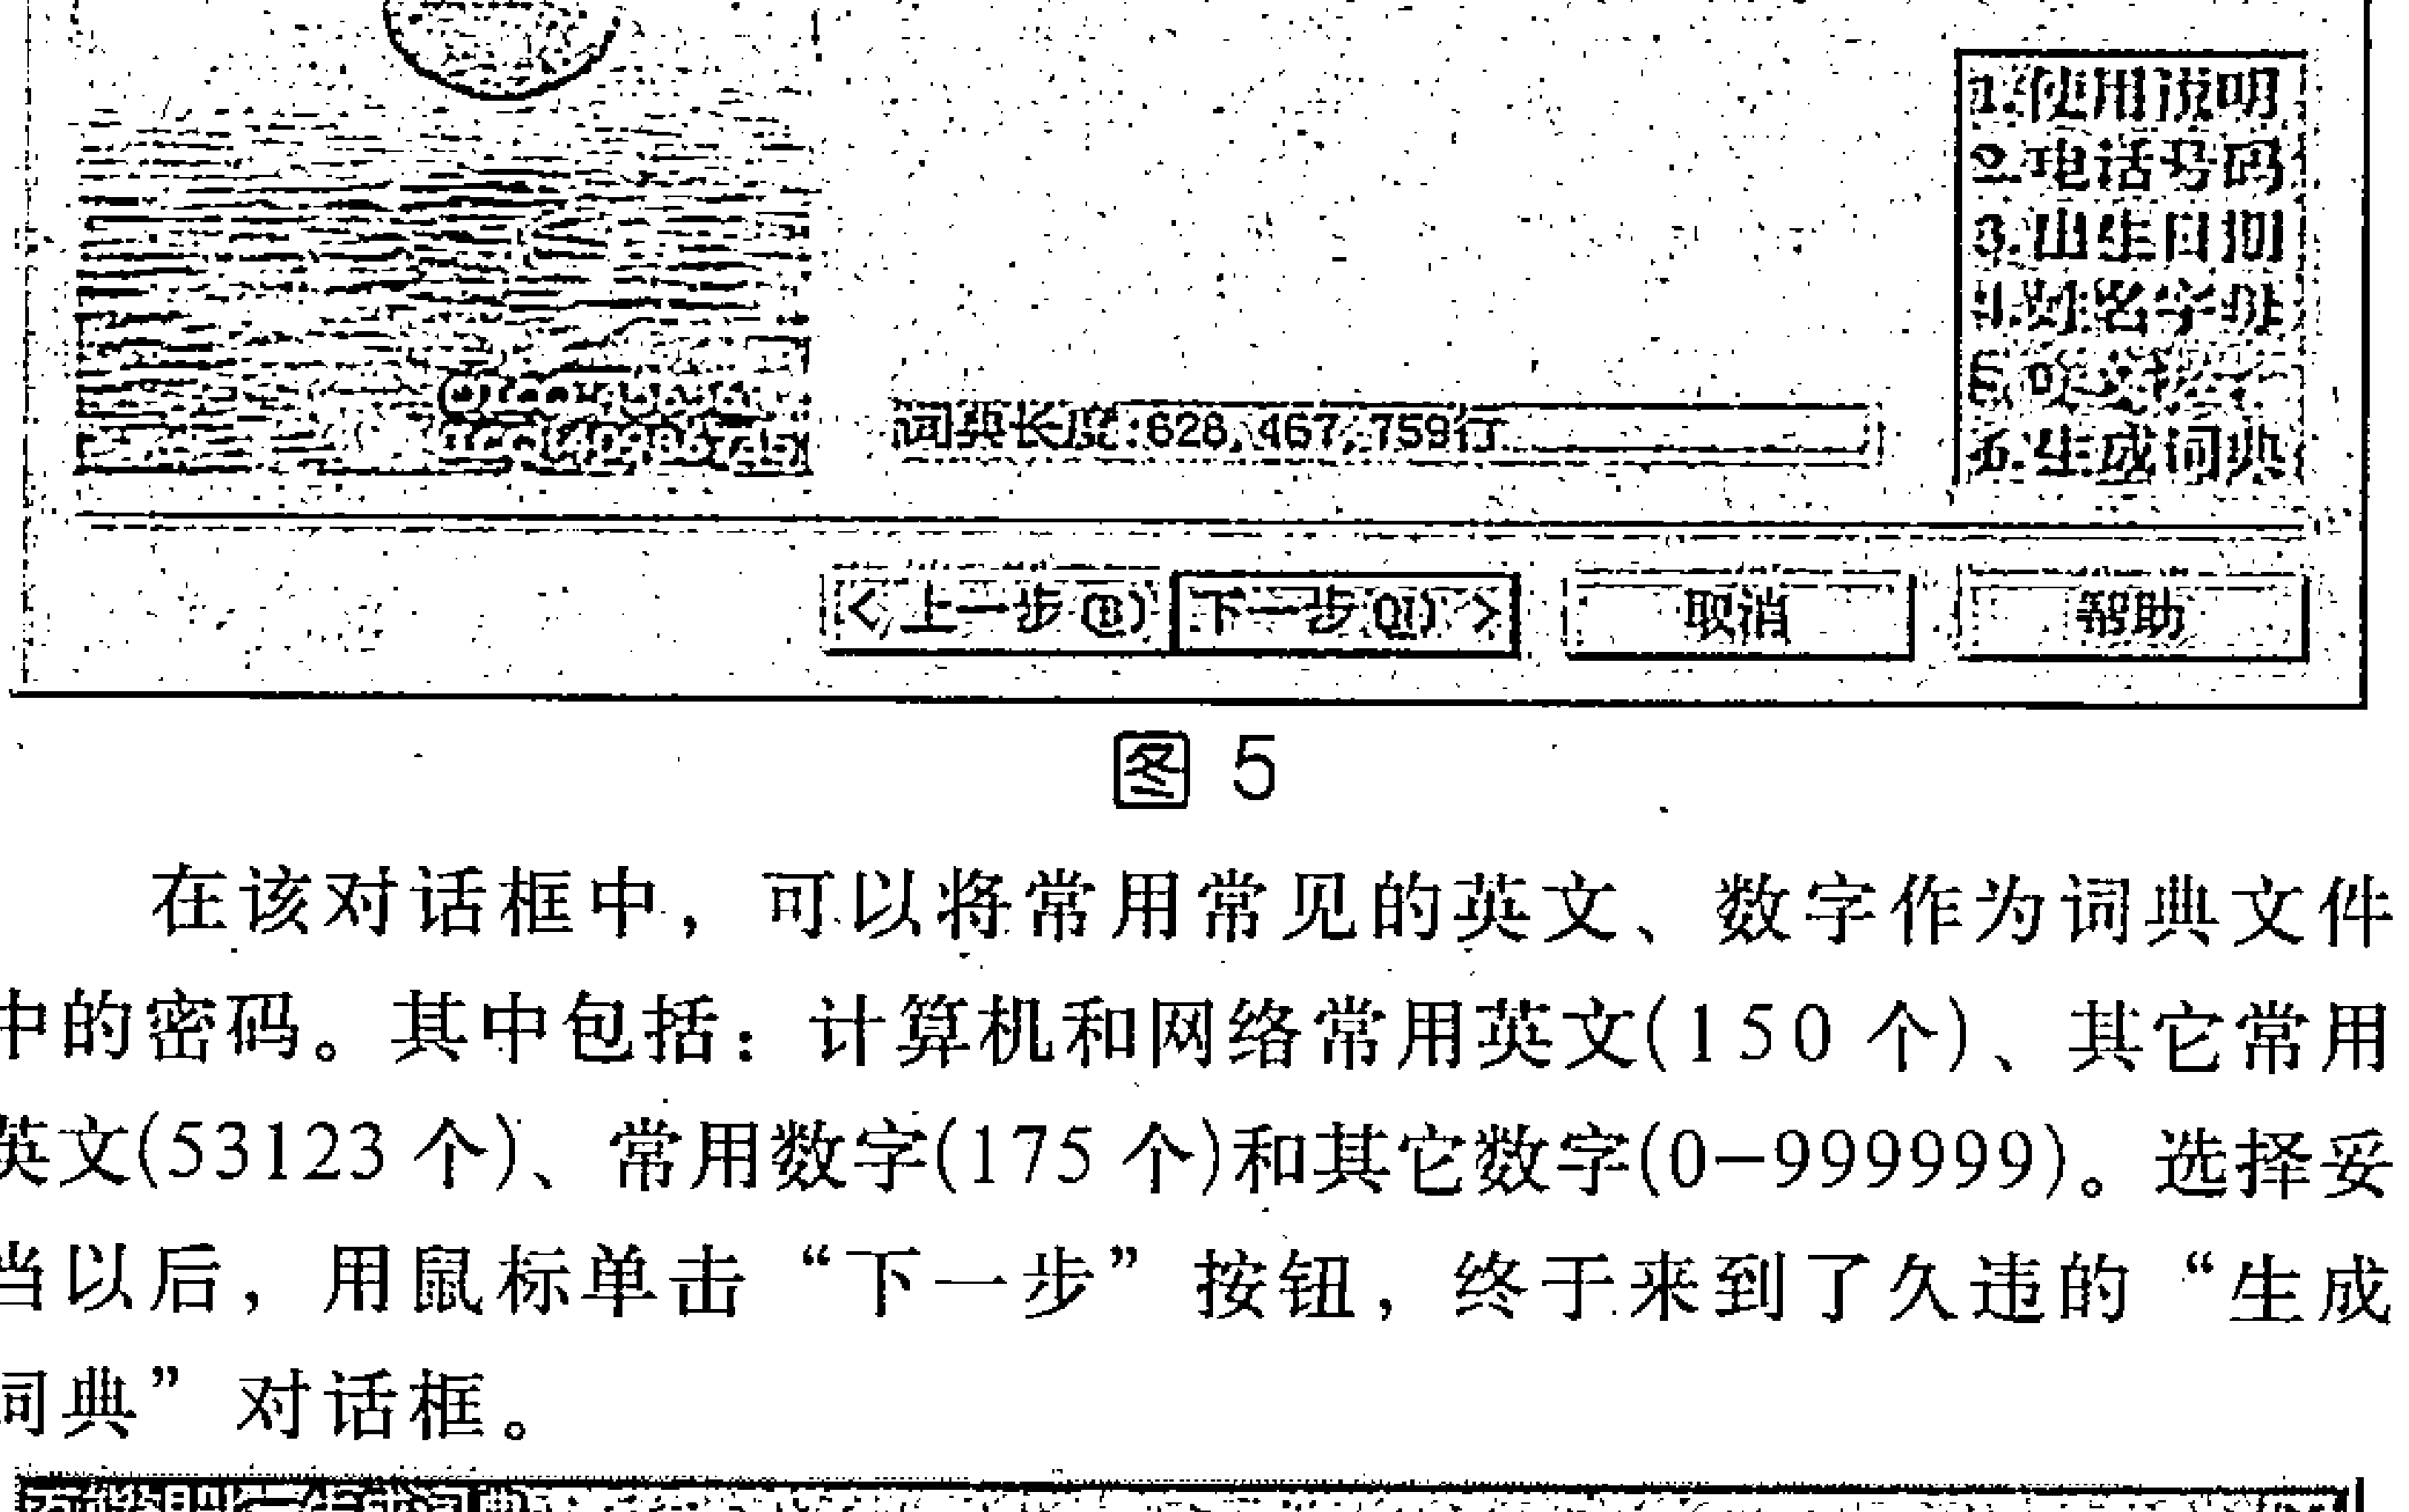 1.使用说明
2.电话号码
3.出生日期
4.姓名字母
词典长度:628,467,759行
6.生成词典
<上一步(B) 下一步(N)> 取消 帮助
图 5
在该对话框中，可以将常用常见的英文、数字作为词典文件
中的密码。其中包括：计算机和网络常用英文(150 个)、其它常用
英文(53123 个)、常用数字(175 个)和其它数字(0-999999)。选择妥
当以后，用鼠标单击“下一步”按钮，终于来到了久违的“生成
词典”对话框。